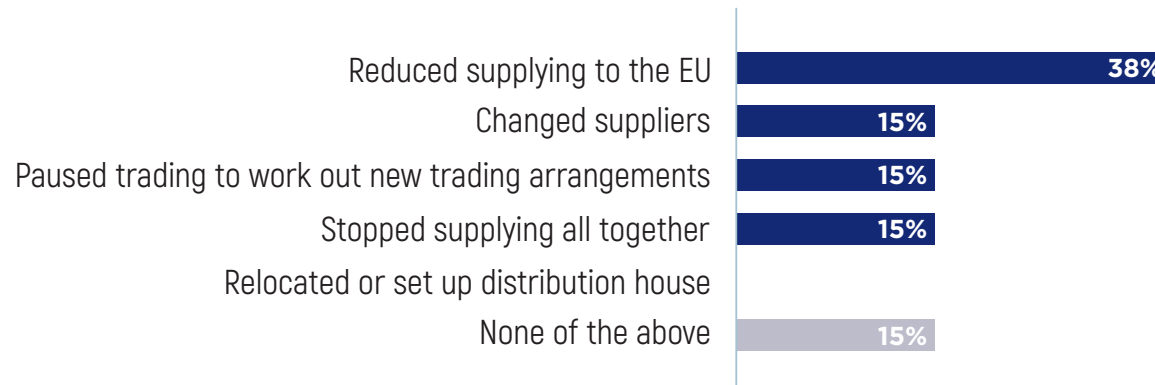 Reduced supplying to the EU 38%
Changed suppliers 15%
Paused trading to work out new trading arrangements 15%
Stopped supplying all together 15%
Relocated or set up distribution house
None of the above 15%